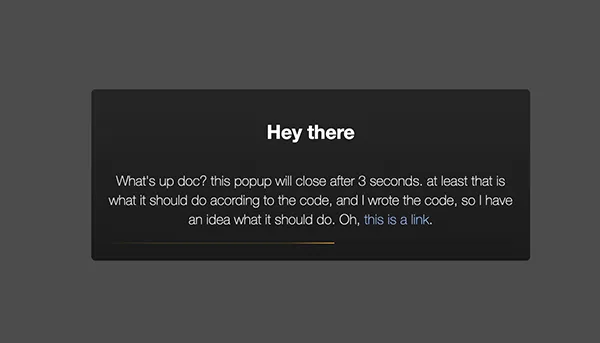 Hey there
What's up doc? this popup will close after 3 seconds. at least that is
what it should do acording to the code, and I wrote the code, so I have
an idea what it should do. Oh, this is a link.